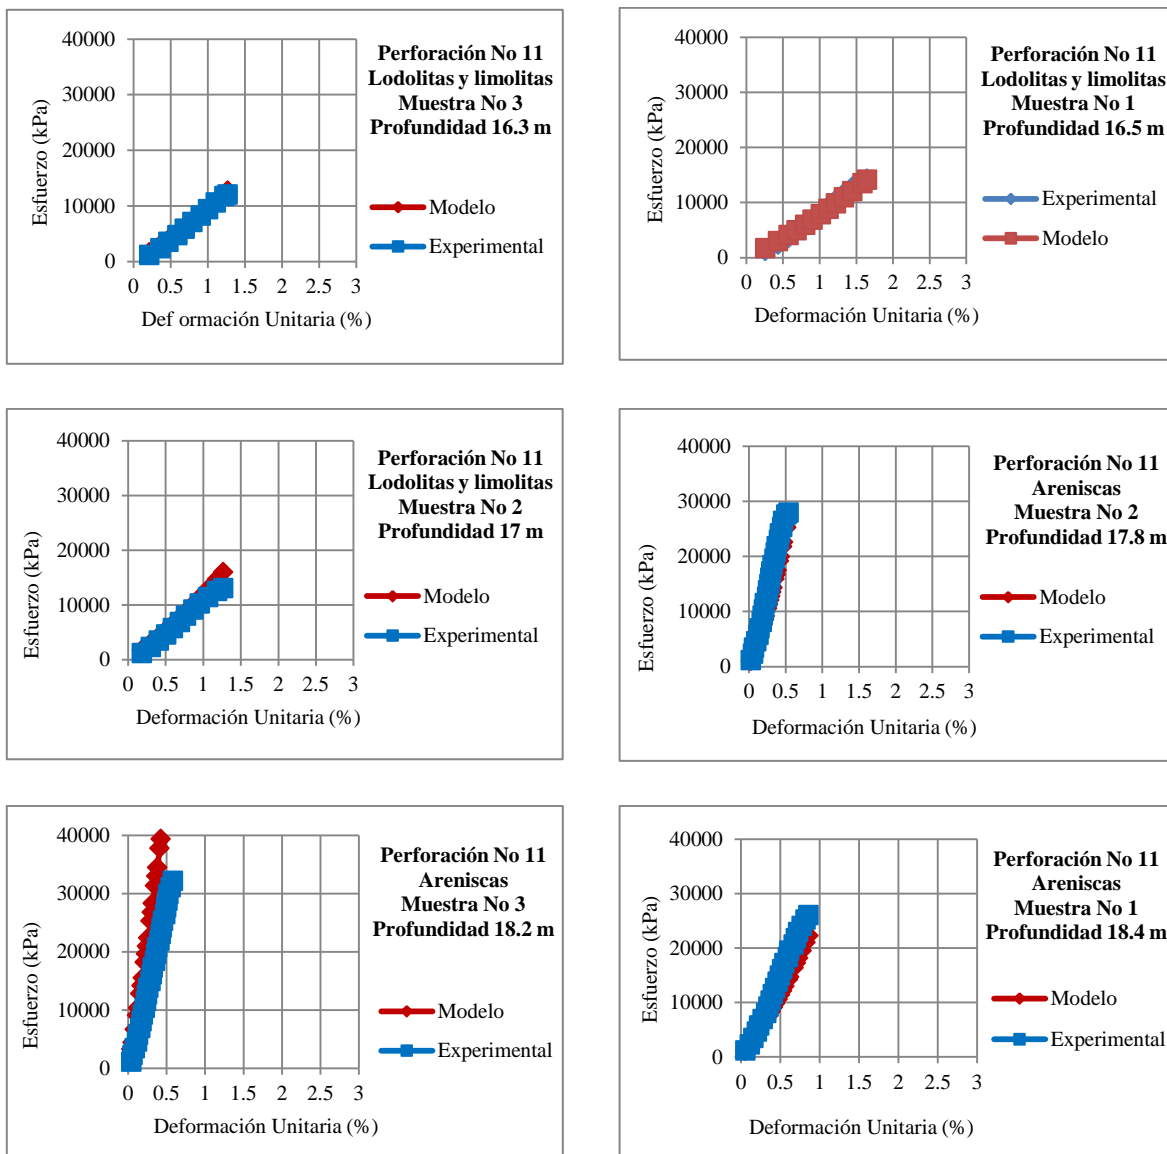 40000
30000
20000
10000
0
0 0.5 1 1.5 2 2.5 3
Esfuerzo (kPa)
Def ormación Unitaria (%)
Perforación No 11
Lodolitas y limolitas
Muestra No 3
Profundidad 16.3 m
Modelo
Experimental
40000
30000
20000
10000
0
0 0.5 1 1.5 2 2.5 3
Esfuerzo (kPa)
Deformación Unitaria (%)
Perforación No 11
Lodolitas y limolitas
Muestra No 1
Profundidad 16.5 m
Experimental
Modelo
40000
30000
20000
10000
0
0 0.5 1 1.5 2 2.5 3
Esfuerzo (kPa)
Deformación Unitaria (%)
Perforación No 11
Lodolitas y limolitas
Muestra No 2
Profundidad 17 m
Modelo
Experimental
40000
30000
20000
10000
0
0 0.5 1 1.5 2 2.5 3
Esfuerzo (kPa)
Deformación Unitaria (%)
Perforación No 11
Areniscas
Muestra No 2
Profundidad 17.8 m
Modelo
Experimental
40000
30000
20000
10000
0
0 0.5 1 1.5 2 2.5 3
Esfuerzo (kPa)
Deformación Unitaria (%)
Perforación No 11
Areniscas
Muestra No 3
Profundidad 18.2 m
Modelo
Experimental
40000
30000
20000
10000
0
0 0.5 1 1.5 2 2.5 3
Esfuerzo (kPa)
Deformación Unitaria (%)
Perforación No 11
Areniscas
Muestra No 1
Profundidad 18.4 m
Modelo
Experimental